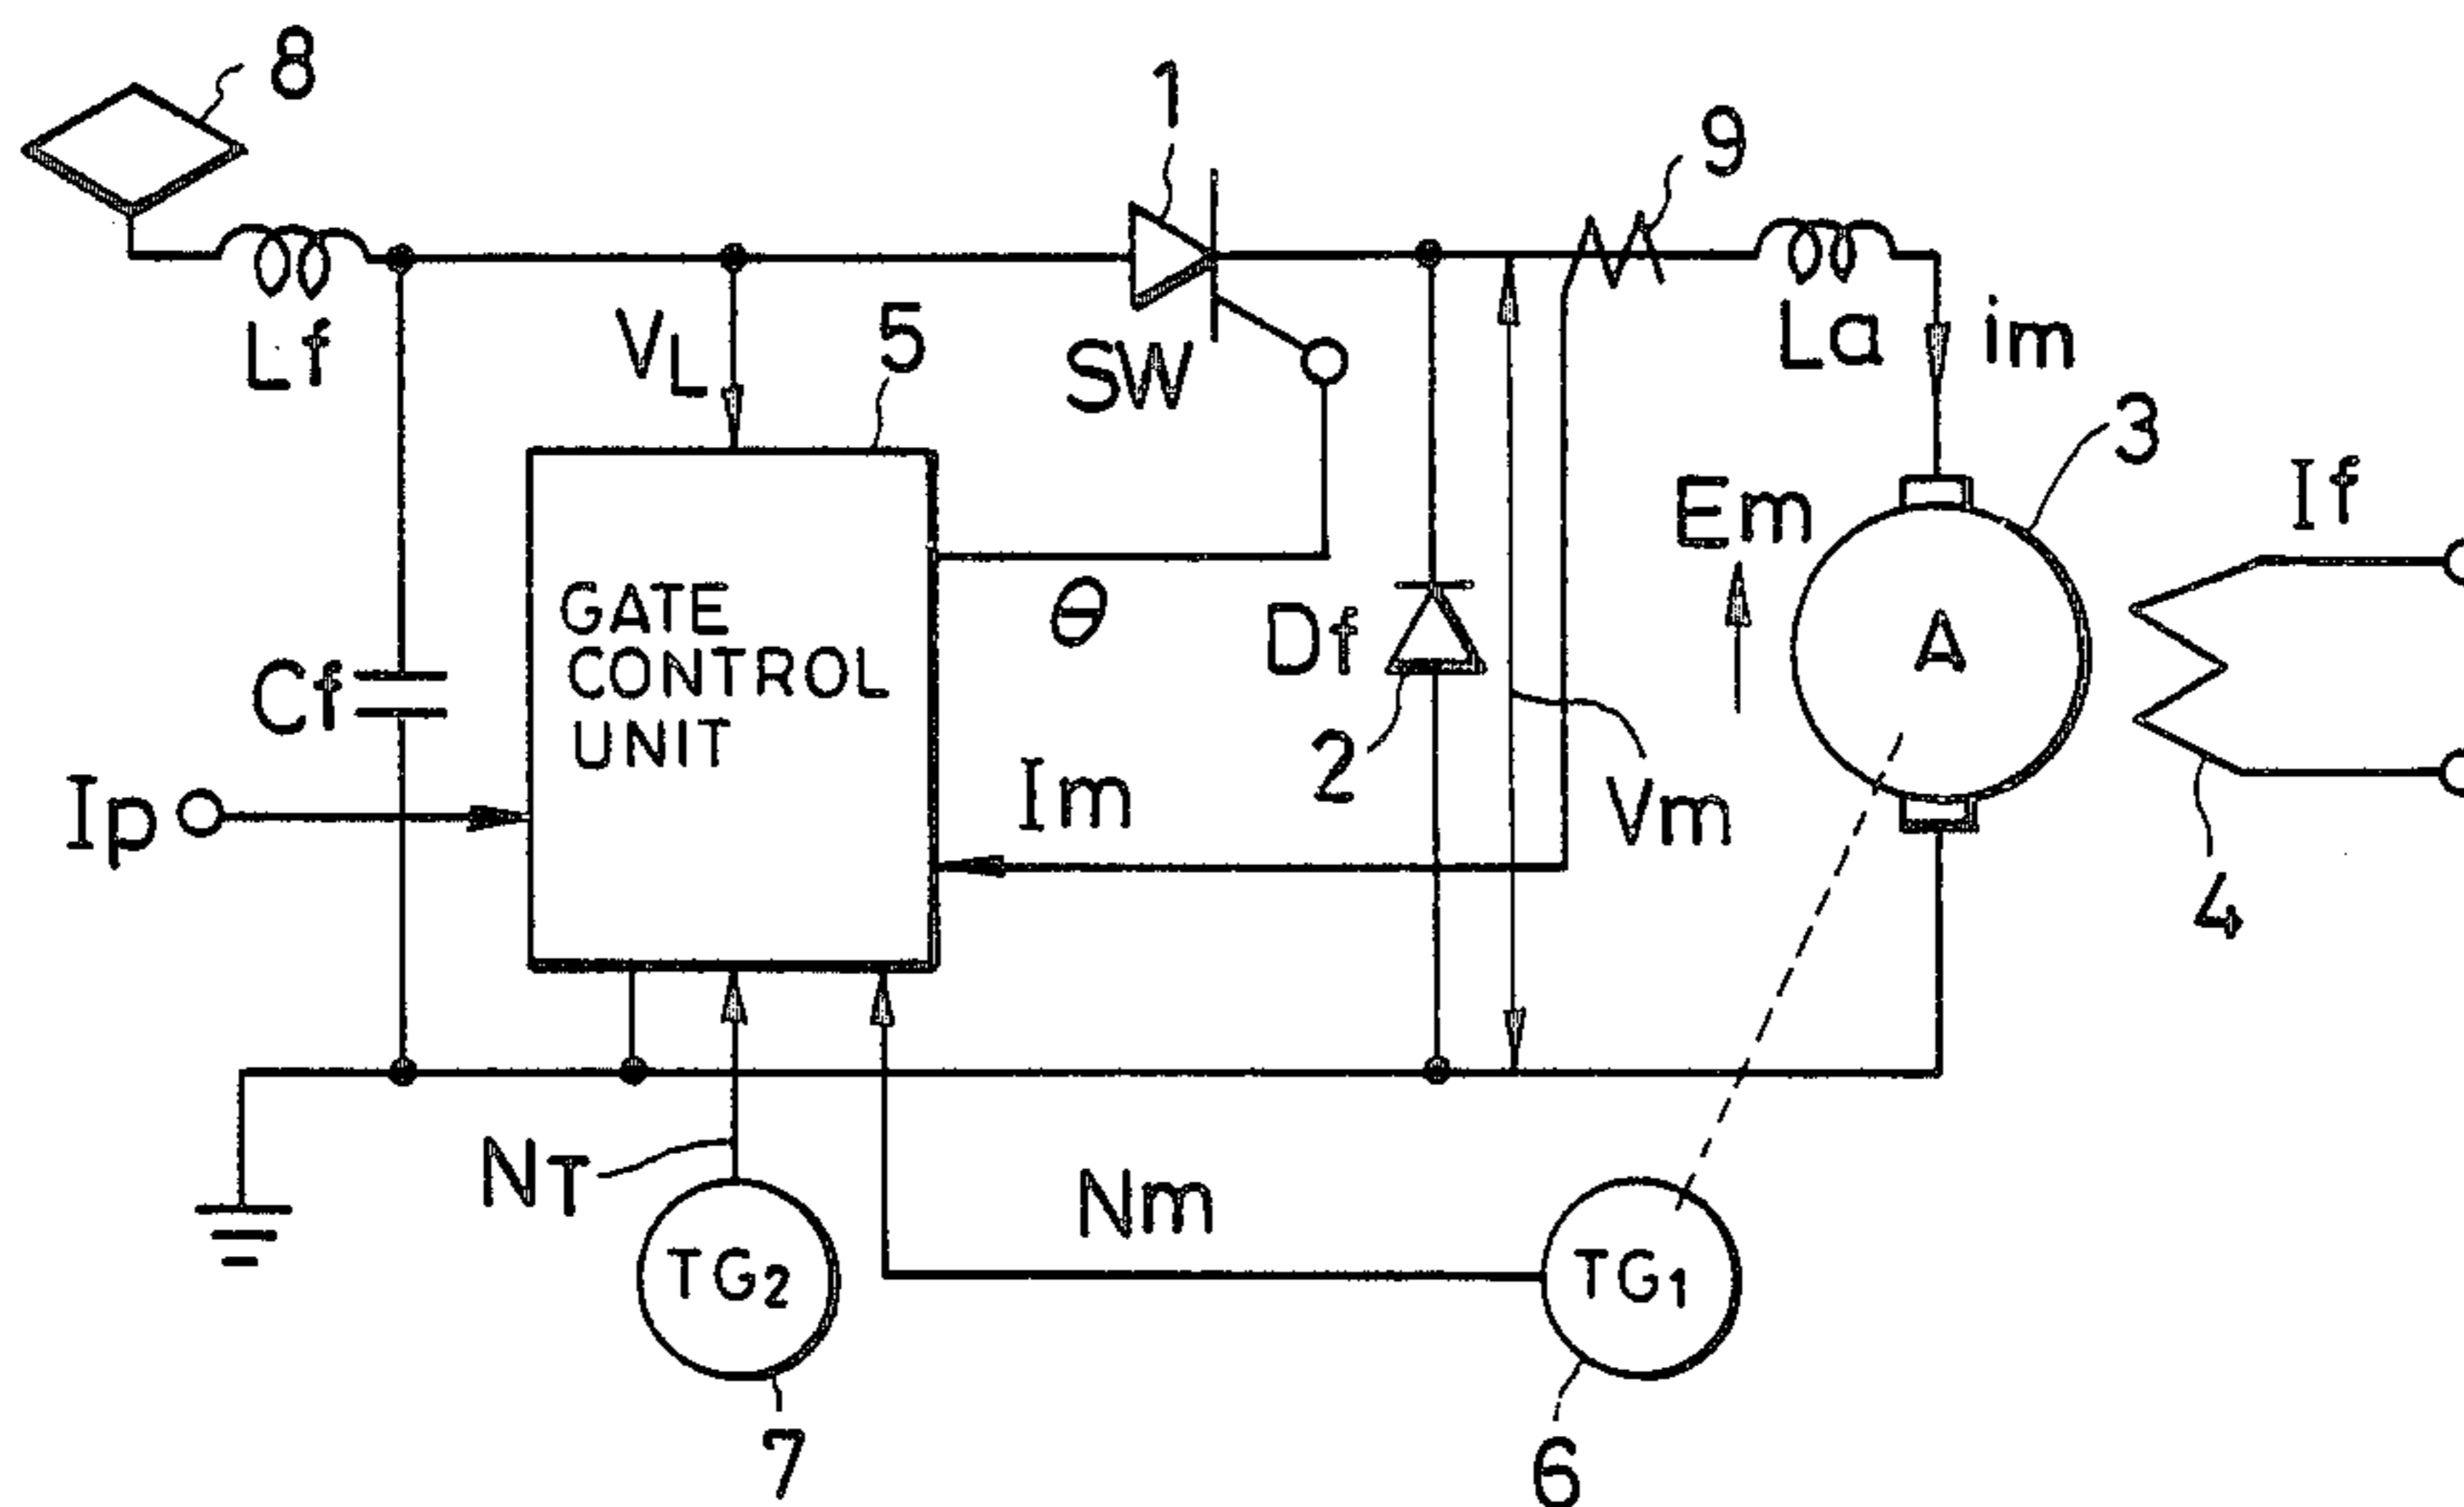 8
1
9
Lf
VL
5
SW
La
im
3
Em
If
GATE
CONTROL
UNIT
θ
Df
A
Cf
2
Ip
Im
Vm
4
NT
Nm
TG2
TG1
7
6